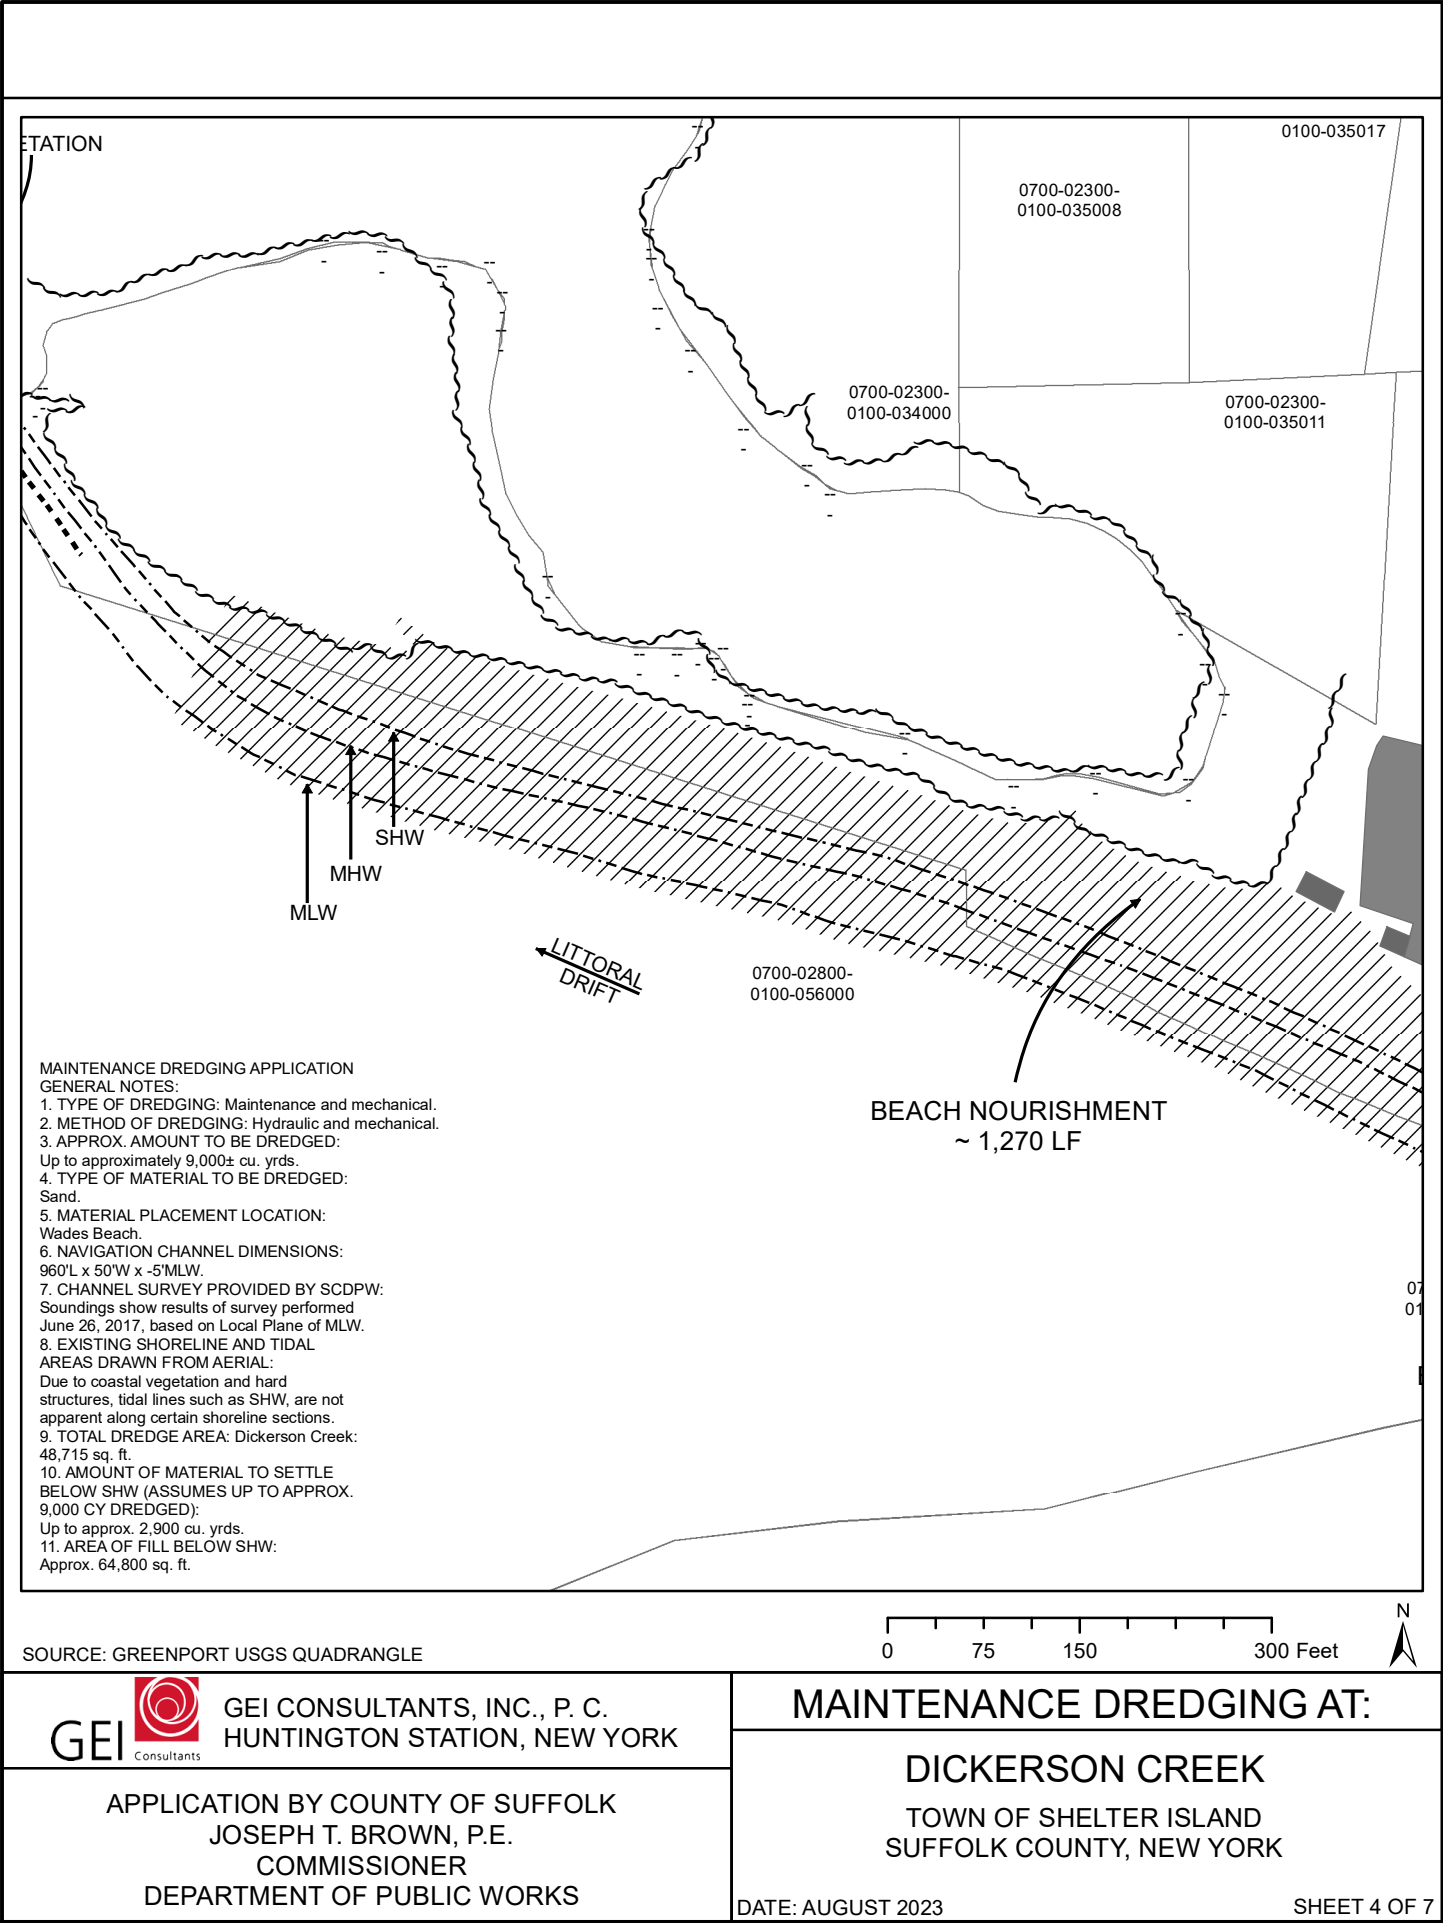 ETATION
0100-035017
0700-02300-
0100-035008
0700-02300-
0100-034000
0700-02300-
0100-035011
SHW
MHW
MLW
LITTORAL
DRIFT
0700-02800-
0100-056000
BEACH NOURISHMENT
~ 1,270 LF
MAINTENANCE DREDGING APPLICATION
GENERAL NOTES:
1. TYPE OF DREDGING: Maintenance and mechanical.
2. METHOD OF DREDGING: Hydraulic and mechanical.
3. APPROX. AMOUNT TO BE DREDGED:
Up to approximately 9,000± cu. yrds.
4. TYPE OF MATERIAL TO BE DREDGED:
Sand.
5. MATERIAL PLACEMENT LOCATION:
Wades Beach.
6. NAVIGATION CHANNEL DIMENSIONS:
960'L x 50'W x -5'MLW.
7. CHANNEL SURVEY PROVIDED BY SCDPW:
Soundings show results of survey performed
June 26, 2017, based on Local Plane of MLW.
8. EXISTING SHORELINE AND TIDAL
AREAS DRAWN FROM AERIAL:
Due to coastal vegetation and hard
structures, tidal lines such as SHW, are not
apparent along certain shoreline sections.
9. TOTAL DREDGE AREA: Dickerson Creek:
48,715 sq. ft.
10. AMOUNT OF MATERIAL TO SETTLE
BELOW SHW (ASSUMES UP TO APPROX.
9,000 CY DREDGED):
Up to approx. 2,900 cu. yrds.
11. AREA OF FILL BELOW SHW:
Approx. 64,800 sq. ft.
07
01
SOURCE: GREENPORT USGS QUADRANGLE
0 75 150 300 Feet
N
GEI Consultants
GEI CONSULTANTS, INC., P. C.
HUNTINGTON STATION, NEW YORK
APPLICATION BY COUNTY OF SUFFOLK
JOSEPH T. BROWN, P.E.
COMMISSIONER
DEPARTMENT OF PUBLIC WORKS
MAINTENANCE DREDGING AT:
DICKERSON CREEK
TOWN OF SHELTER ISLAND
SUFFOLK COUNTY, NEW YORK
DATE: AUGUST 2023
SHEET 4 OF 7